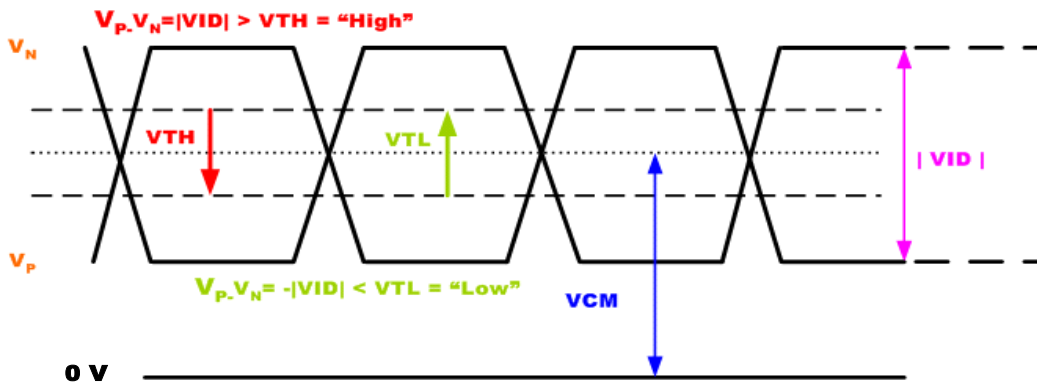 VP-VN=|VID| > VTH = “High”
VN
VTH
VTL
| VID |
VP
VP-VN= -|VID| < VTL = “Low”
VCM
0 V